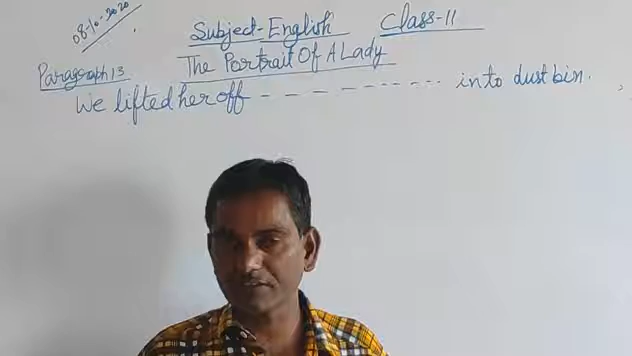 08-10-2020
Subject-English Class-11
The Portrait Of A Lady
Paragraph 13
We lifted her off - - - - - - - - - - - into dust bin.